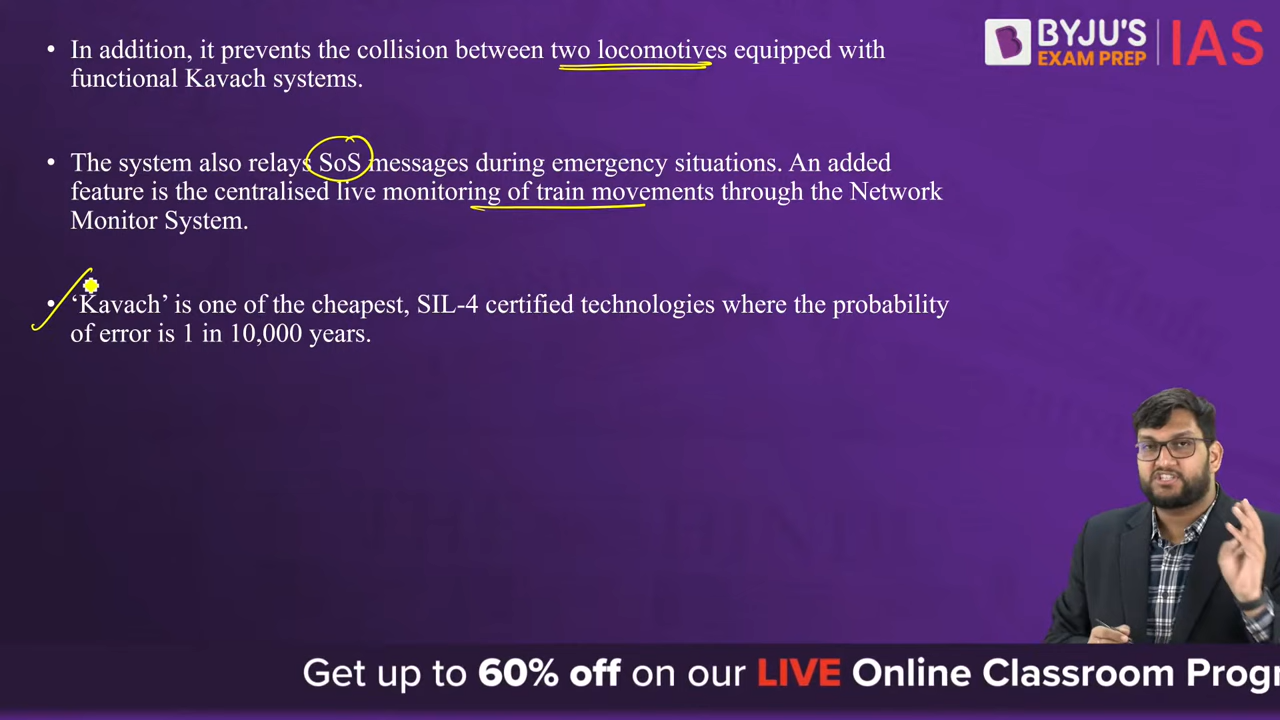 • In addition, it prevents the collision between two locomotives equipped with
functional Kavach systems.
• The system also relays SoS messages during emergency situations. An added
feature is the centralised live monitoring of train movements through the Network
Monitor System.
• ‘Kavach’ is one of the cheapest, SIL-4 certified technologies where the probability
of error is 1 in 10,000 years.
BYJU'S
EXAM PREP
IAS
Get up to 60% off on our LIVE Online Classroom Progr